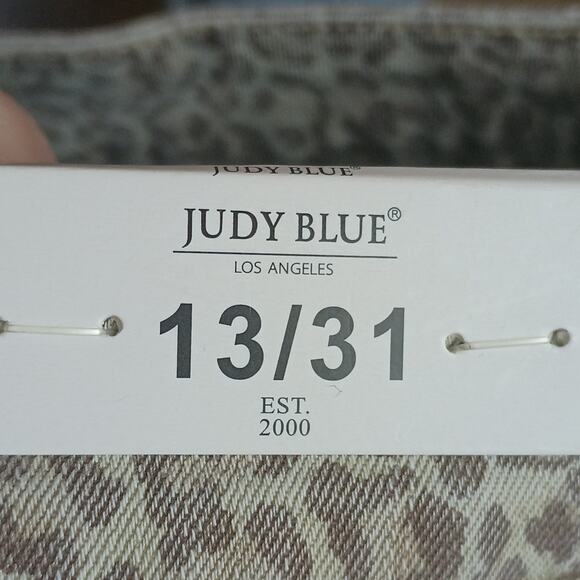 JUDY BLUE®
JUDY BLUE®
LOS ANGELES
13/31
EST.
2000